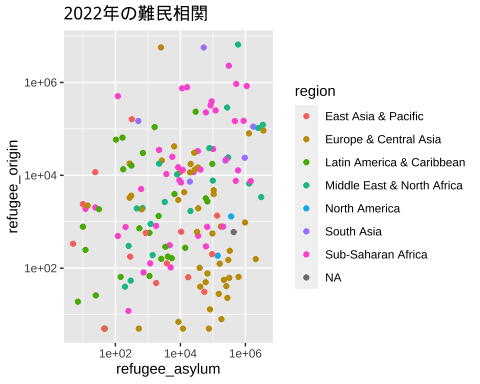 2022年の難民相関
refugee_origin
1e+06
1e+04
1e+02
1e+02 1e+04 1e+06
refugee_asylum
region
East Asia & Pacific
Europe & Central Asia
Latin America & Caribbean
Middle East & North Africa
North America
South Asia
Sub-Saharan Africa
NA